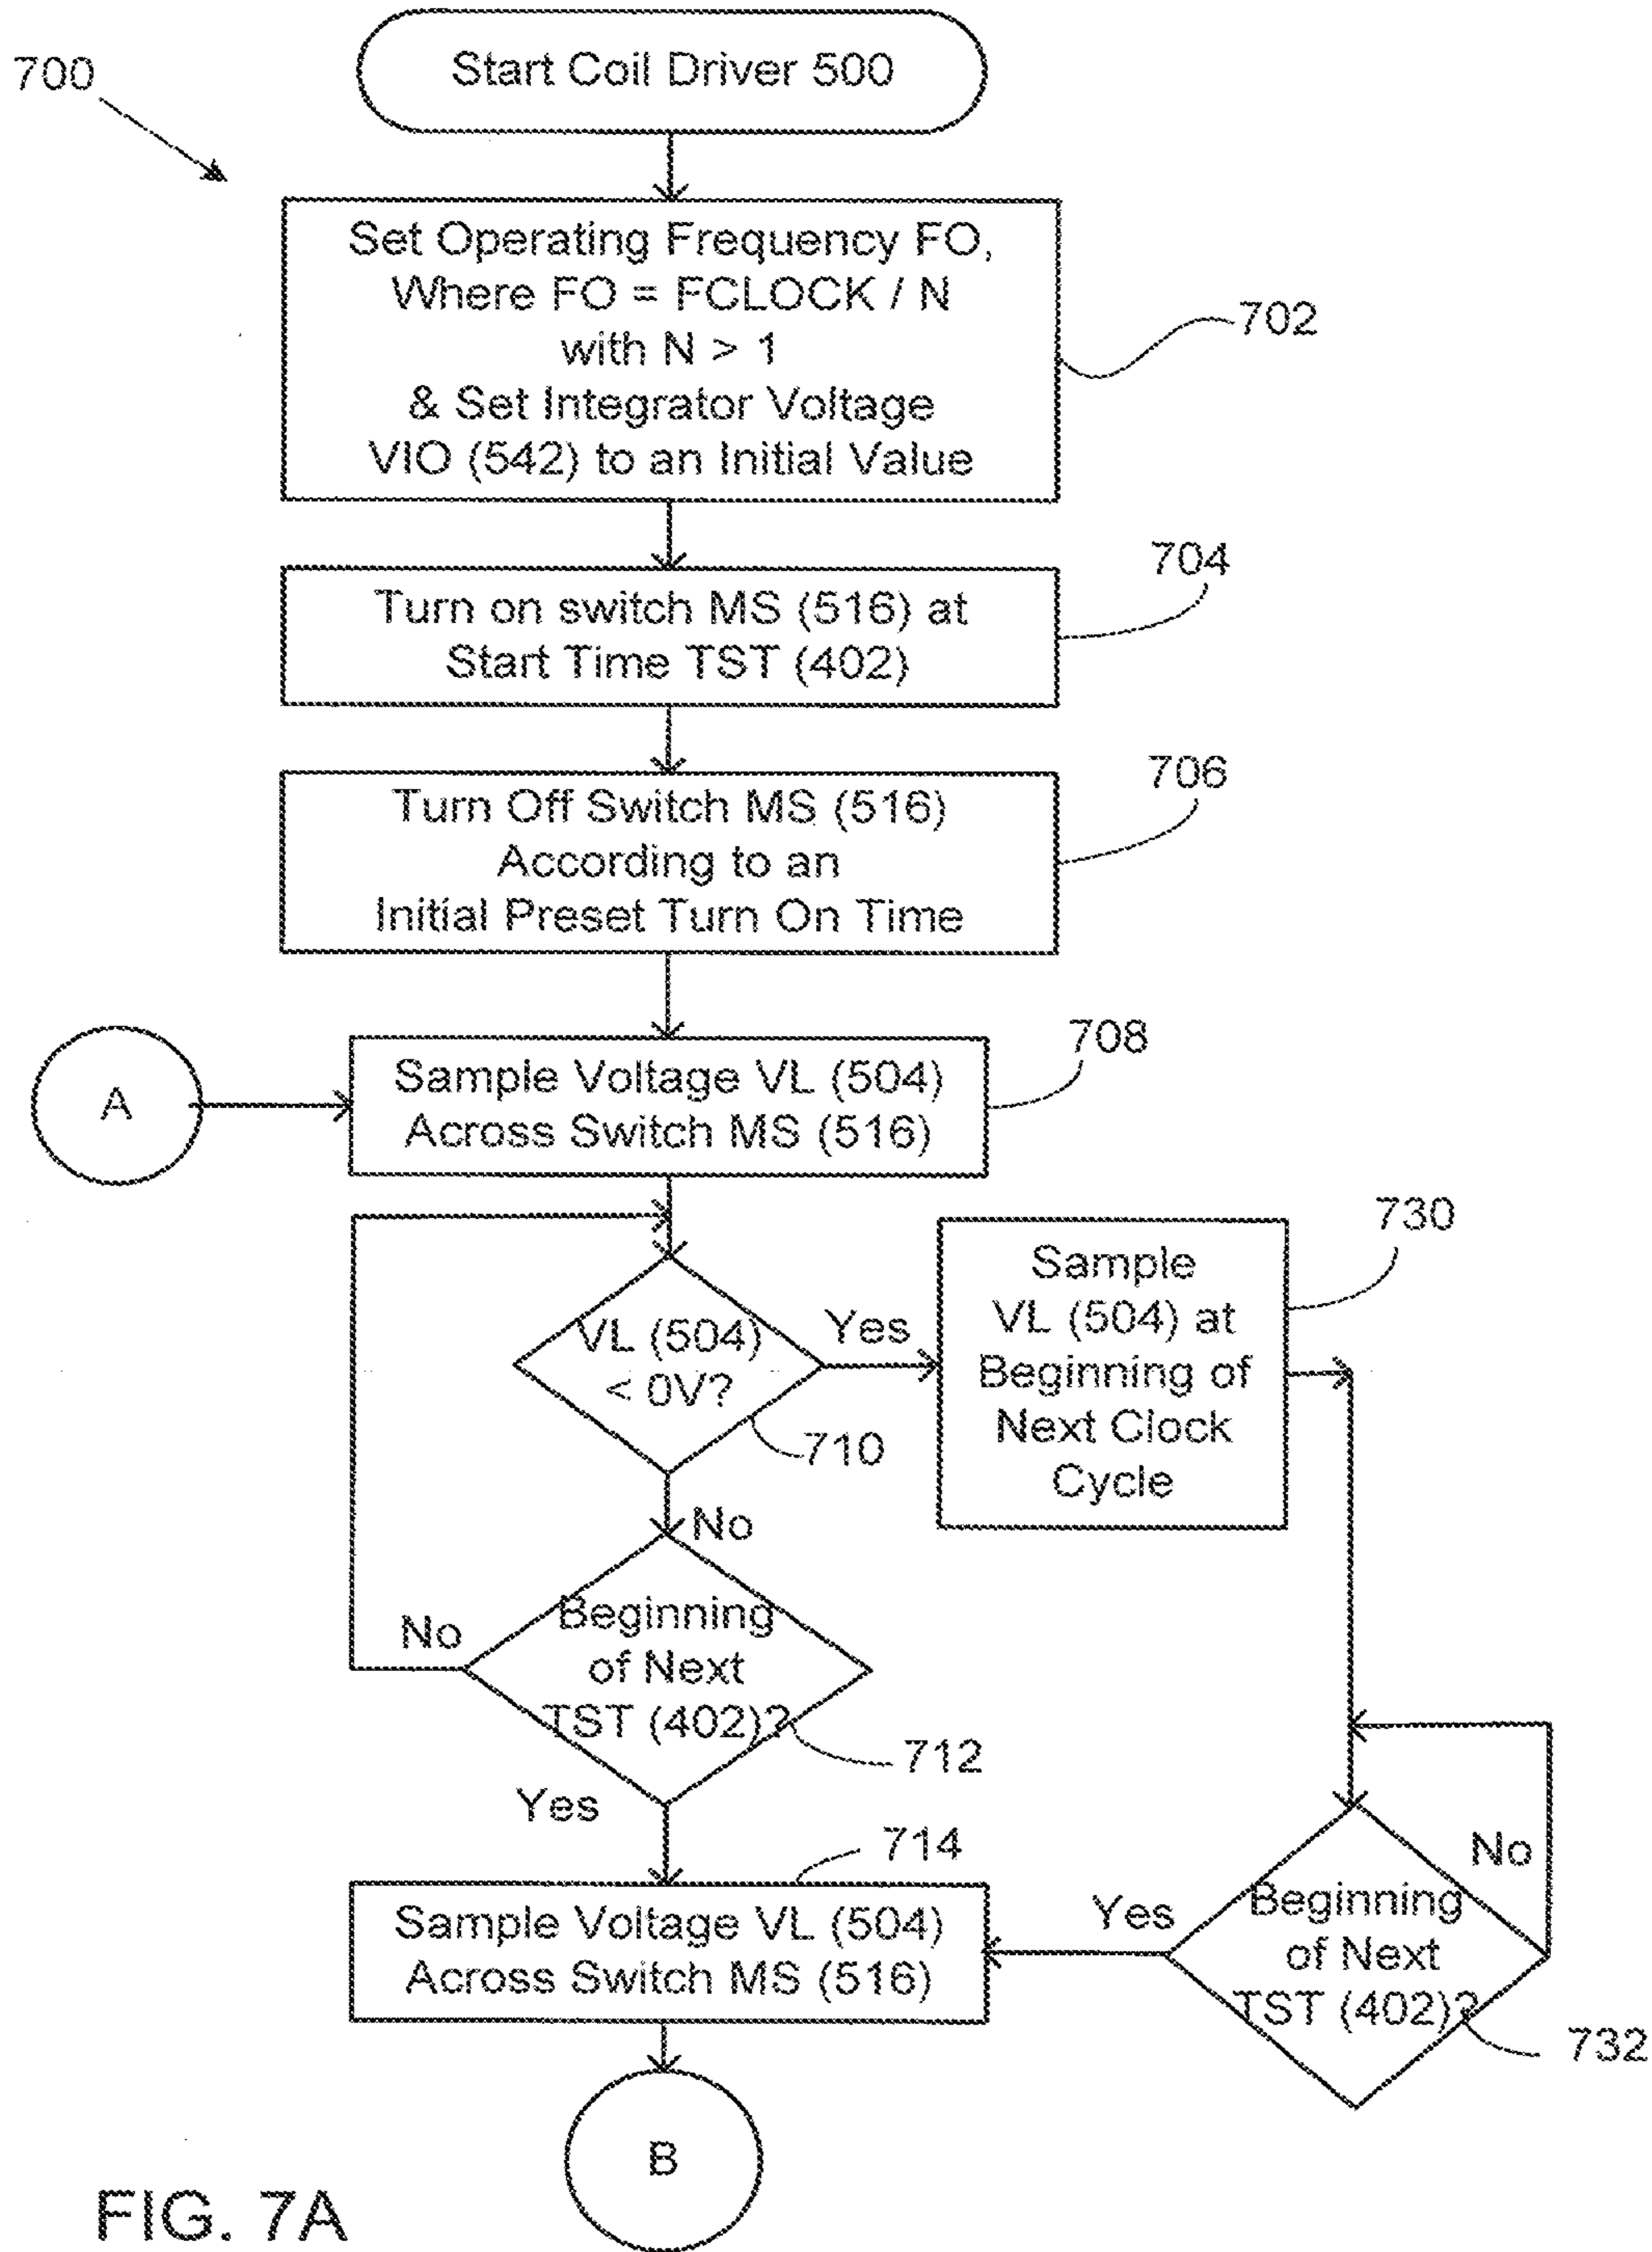 700
Start Coil Driver 500
Set Operating Frequency FO,
Where FO = FCLOCK / N
with N > 1
& Set Integrator Voltage
VIO (542) to an Initial Value
702
Turn on switch MS (516) at
Start Time TST (402)
704
Turn Off Switch MS (516)
According to an
Initial Preset Turn On Time
706
A
Sample Voltage VL (504)
Across Switch MS (516)
708
VL (504)
< 0V?
710
Yes
No
Sample
VL (504) at
Beginning of
Next Clock
Cycle
730
Beginning
of Next
TST (402)?
712
No
Yes
Sample Voltage VL (504)
Across Switch MS (516)
714
Beginning
of Next
TST (402)?
732
No
Yes
B
FIG. 7A